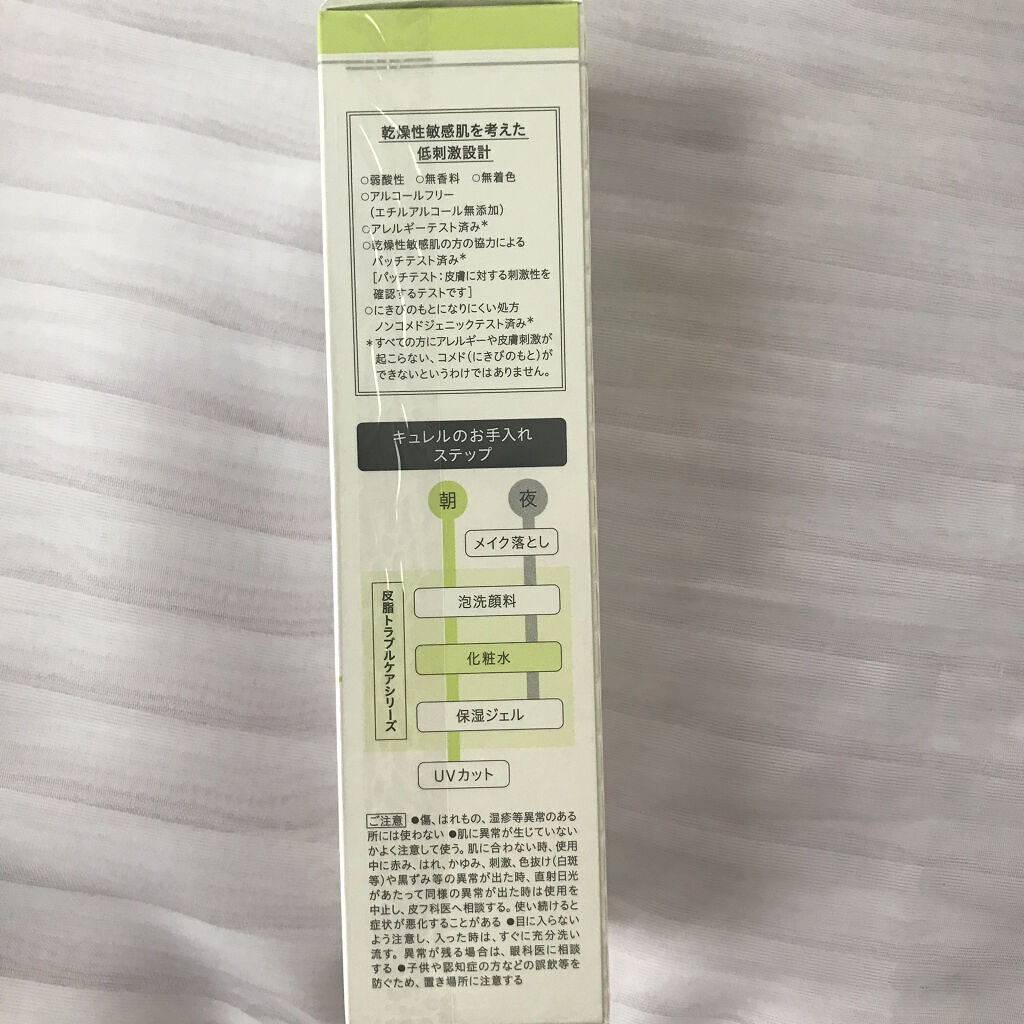 乾燥性敏感肌を考えた
低刺激設計
○弱酸性 ○無香料 ○無着色
○アルコールフリー
(エチルアルコール無添加)
○アレルギーテスト済み*
○乾燥性敏感肌の方の協力による
パッチテスト済み*
[パッチテスト:皮膚に対する刺激性を
確認するテストです]
○にきびのもとになりにくい処方
ノンコメドジェニックテスト済み*
*すべての方にアレルギーや皮膚刺激が
起こらない、コメド(にきびのもと)が
できないというわけではありません。
キュレルのお手入れ
ステップ
朝 夜
メイク落とし
皮脂トラブルケアシリーズ
泡洗顔料
化粧水
保湿ジェル
UVカット
ご注意 ●傷、はれもの、湿疹等異常のある
所には使わない ●肌に異常が生じていない
かよく注意して使う。肌に合わない時、使用
中に赤み、はれ、かゆみ、刺激、色抜け(白斑
等)や黒ずみ等の異常が出た時、直射日光
があたって同様の異常が出た時は使用を
中止し、皮フ科医へ相談する。使い続けると
症状が悪化することがある ●目に入らない
よう注意し、入った時は、すぐに充分洗い
流す。異常が残る場合は、眼科医に相談
する ●子供や認知症の方などの誤飲等を
防ぐため、置き場所に注意する